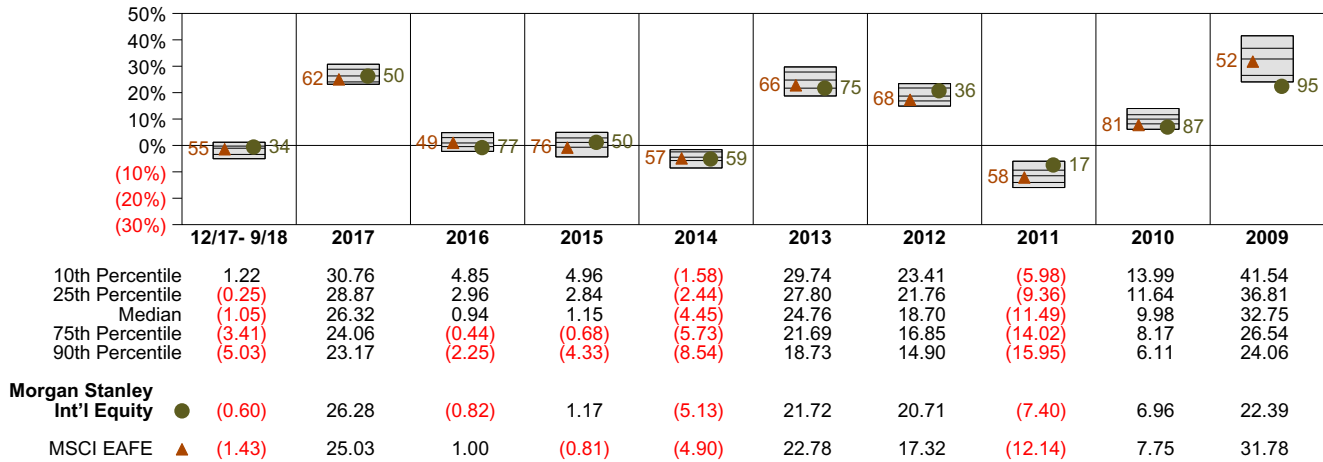 50%
40%
30%
20%
10%
0%
(10%)
(20%)
(30%)
55 34
62 50
49 77
76 50
57 59
66 75
68 36
58 17
81 87
52 95
12/17- 9/18 2017 2016 2015 2014 2013 2012 2011 2010 2009
10th Percentile 1.22 30.76 4.85 4.96 (1.58) 29.74 23.41 (5.98) 13.99 41.54
25th Percentile (0.25) 28.87 2.96 2.84 (2.44) 27.80 21.76 (9.36) 11.64 36.81
Median (1.05) 26.32 0.94 1.15 (4.45) 24.76 18.70 (11.49) 9.98 32.75
75th Percentile (3.41) 24.06 (0.44) (0.68) (5.73) 21.69 16.85 (14.02) 8.17 26.54
90th Percentile (5.03) 23.17 (2.25) (4.33) (8.54) 18.73 14.90 (15.95) 6.11 24.06
Morgan Stanley
Int'l Equity (0.60) 26.28 (0.82) 1.17 (5.13) 21.72 20.71 (7.40) 6.96 22.39
MSCI EAFE (1.43) 25.03 1.00 (0.81) (4.90) 22.78 17.32 (12.14) 7.75 31.78